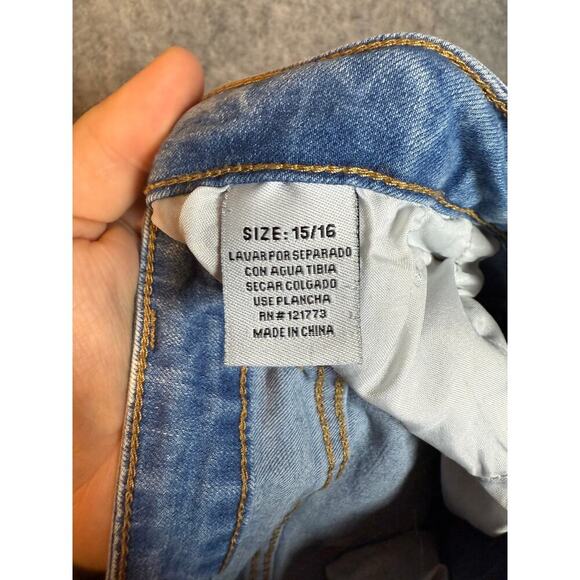 SIZE: 15/16
LAVAR POR SEPARADO
CON AGUA TIBIA
SECAR COLGADO
USE PLANCHA
RN# 121773
MADE IN CHINA